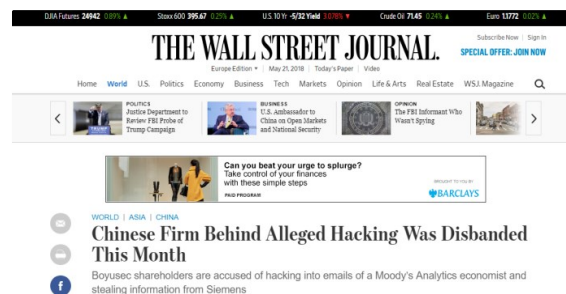 DJIA Futures 24942 0.89% ▲ Stoxx 600 395.67 0.29% ▲ U.S. 10 Yr -5/32 Yield 3.078% ▼ Crude Oil 71.45 0.24% ▲ Euro 1.1772 0.02% ▲
Subscribe Now | Sign In
THE WALL STREET JOURNAL.
SPECIAL OFFER: JOIN NOW
Europe Edition ▾ | May 21, 2018 | Today's Paper | Video
Home World U.S. Politics Economy Business Tech Markets Opinion Life & Arts Real Estate WSJ. Magazine
POLITICS
Justice Department to
Review FBI Probe of
Trump Campaign
BUSINESS
U.S. Ambassador to
China on Open Markets
and National Security
OPINION
The FBI Informant Who
Wasn't Spying
Can you beat your urge to splurge?
Take control of your finances
with these simple steps
PAID PROGRAM
BROUGHT TO YOU BY
BARCLAYS
WORLD | ASIA | CHINA
Chinese Firm Behind Alleged Hacking Was Disbanded
This Month
Boyusec shareholders are accused of hacking into emails of a Moody's Analytics economist and
stealing information from Siemens